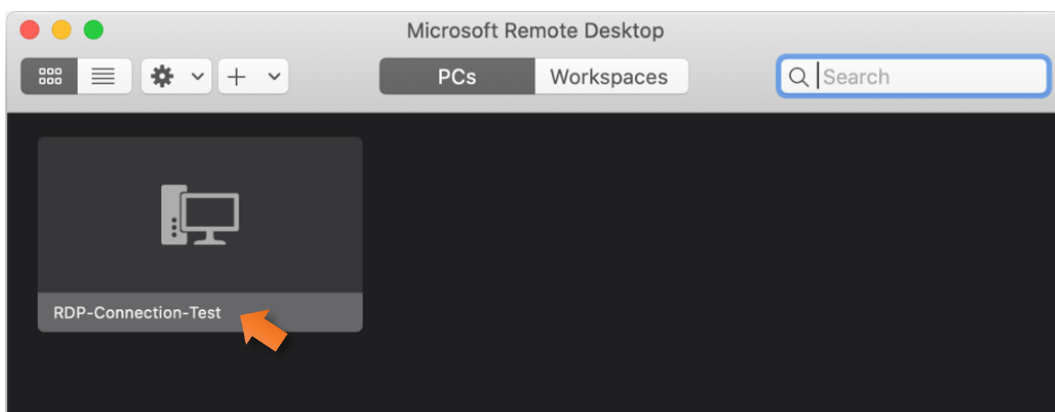 Microsoft Remote Desktop
PCs
Workspaces
Search
RDP-Connection-Test